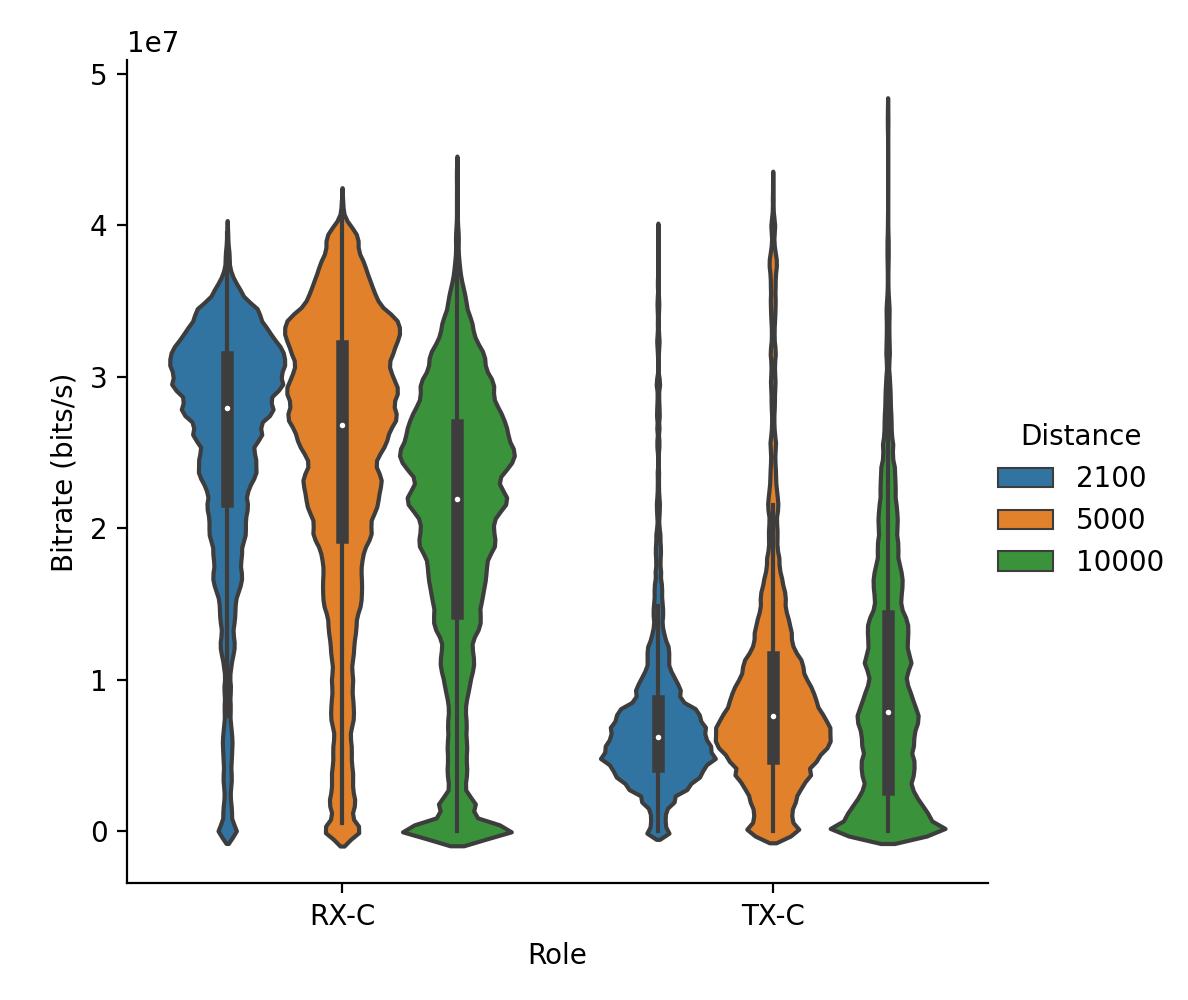 1e7
5
4
3
2
1
0
Bitrate (bits/s)
RX-C
TX-C
Role
Distance
2100
5000
10000